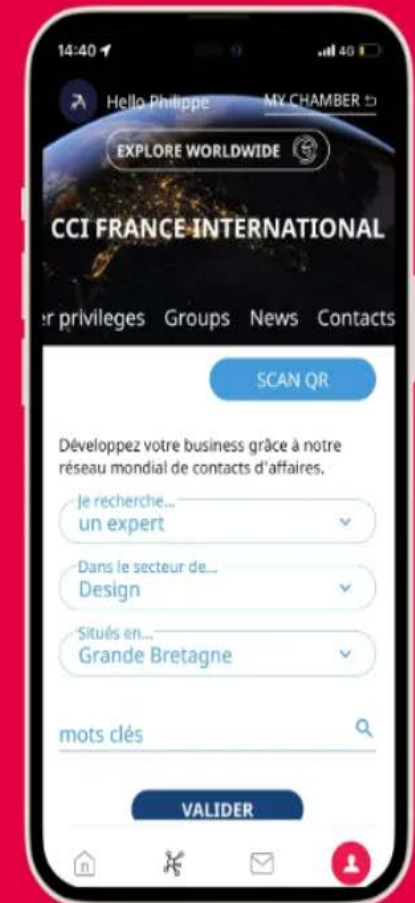 14:40
4G
Hello Philippe
MY CHAMBER
EXPLORE WORLDWIDE
CCI FRANCE INTERNATIONAL
er privileges Groups News Contacts
SCAN QR
Développez votre business grâce à notre
réseau mondial de contacts d'affaires.
Je recherche...
un expert
Dans le secteur de...
Design
Situés en...
Grande Bretagne
mots clés
VALIDER